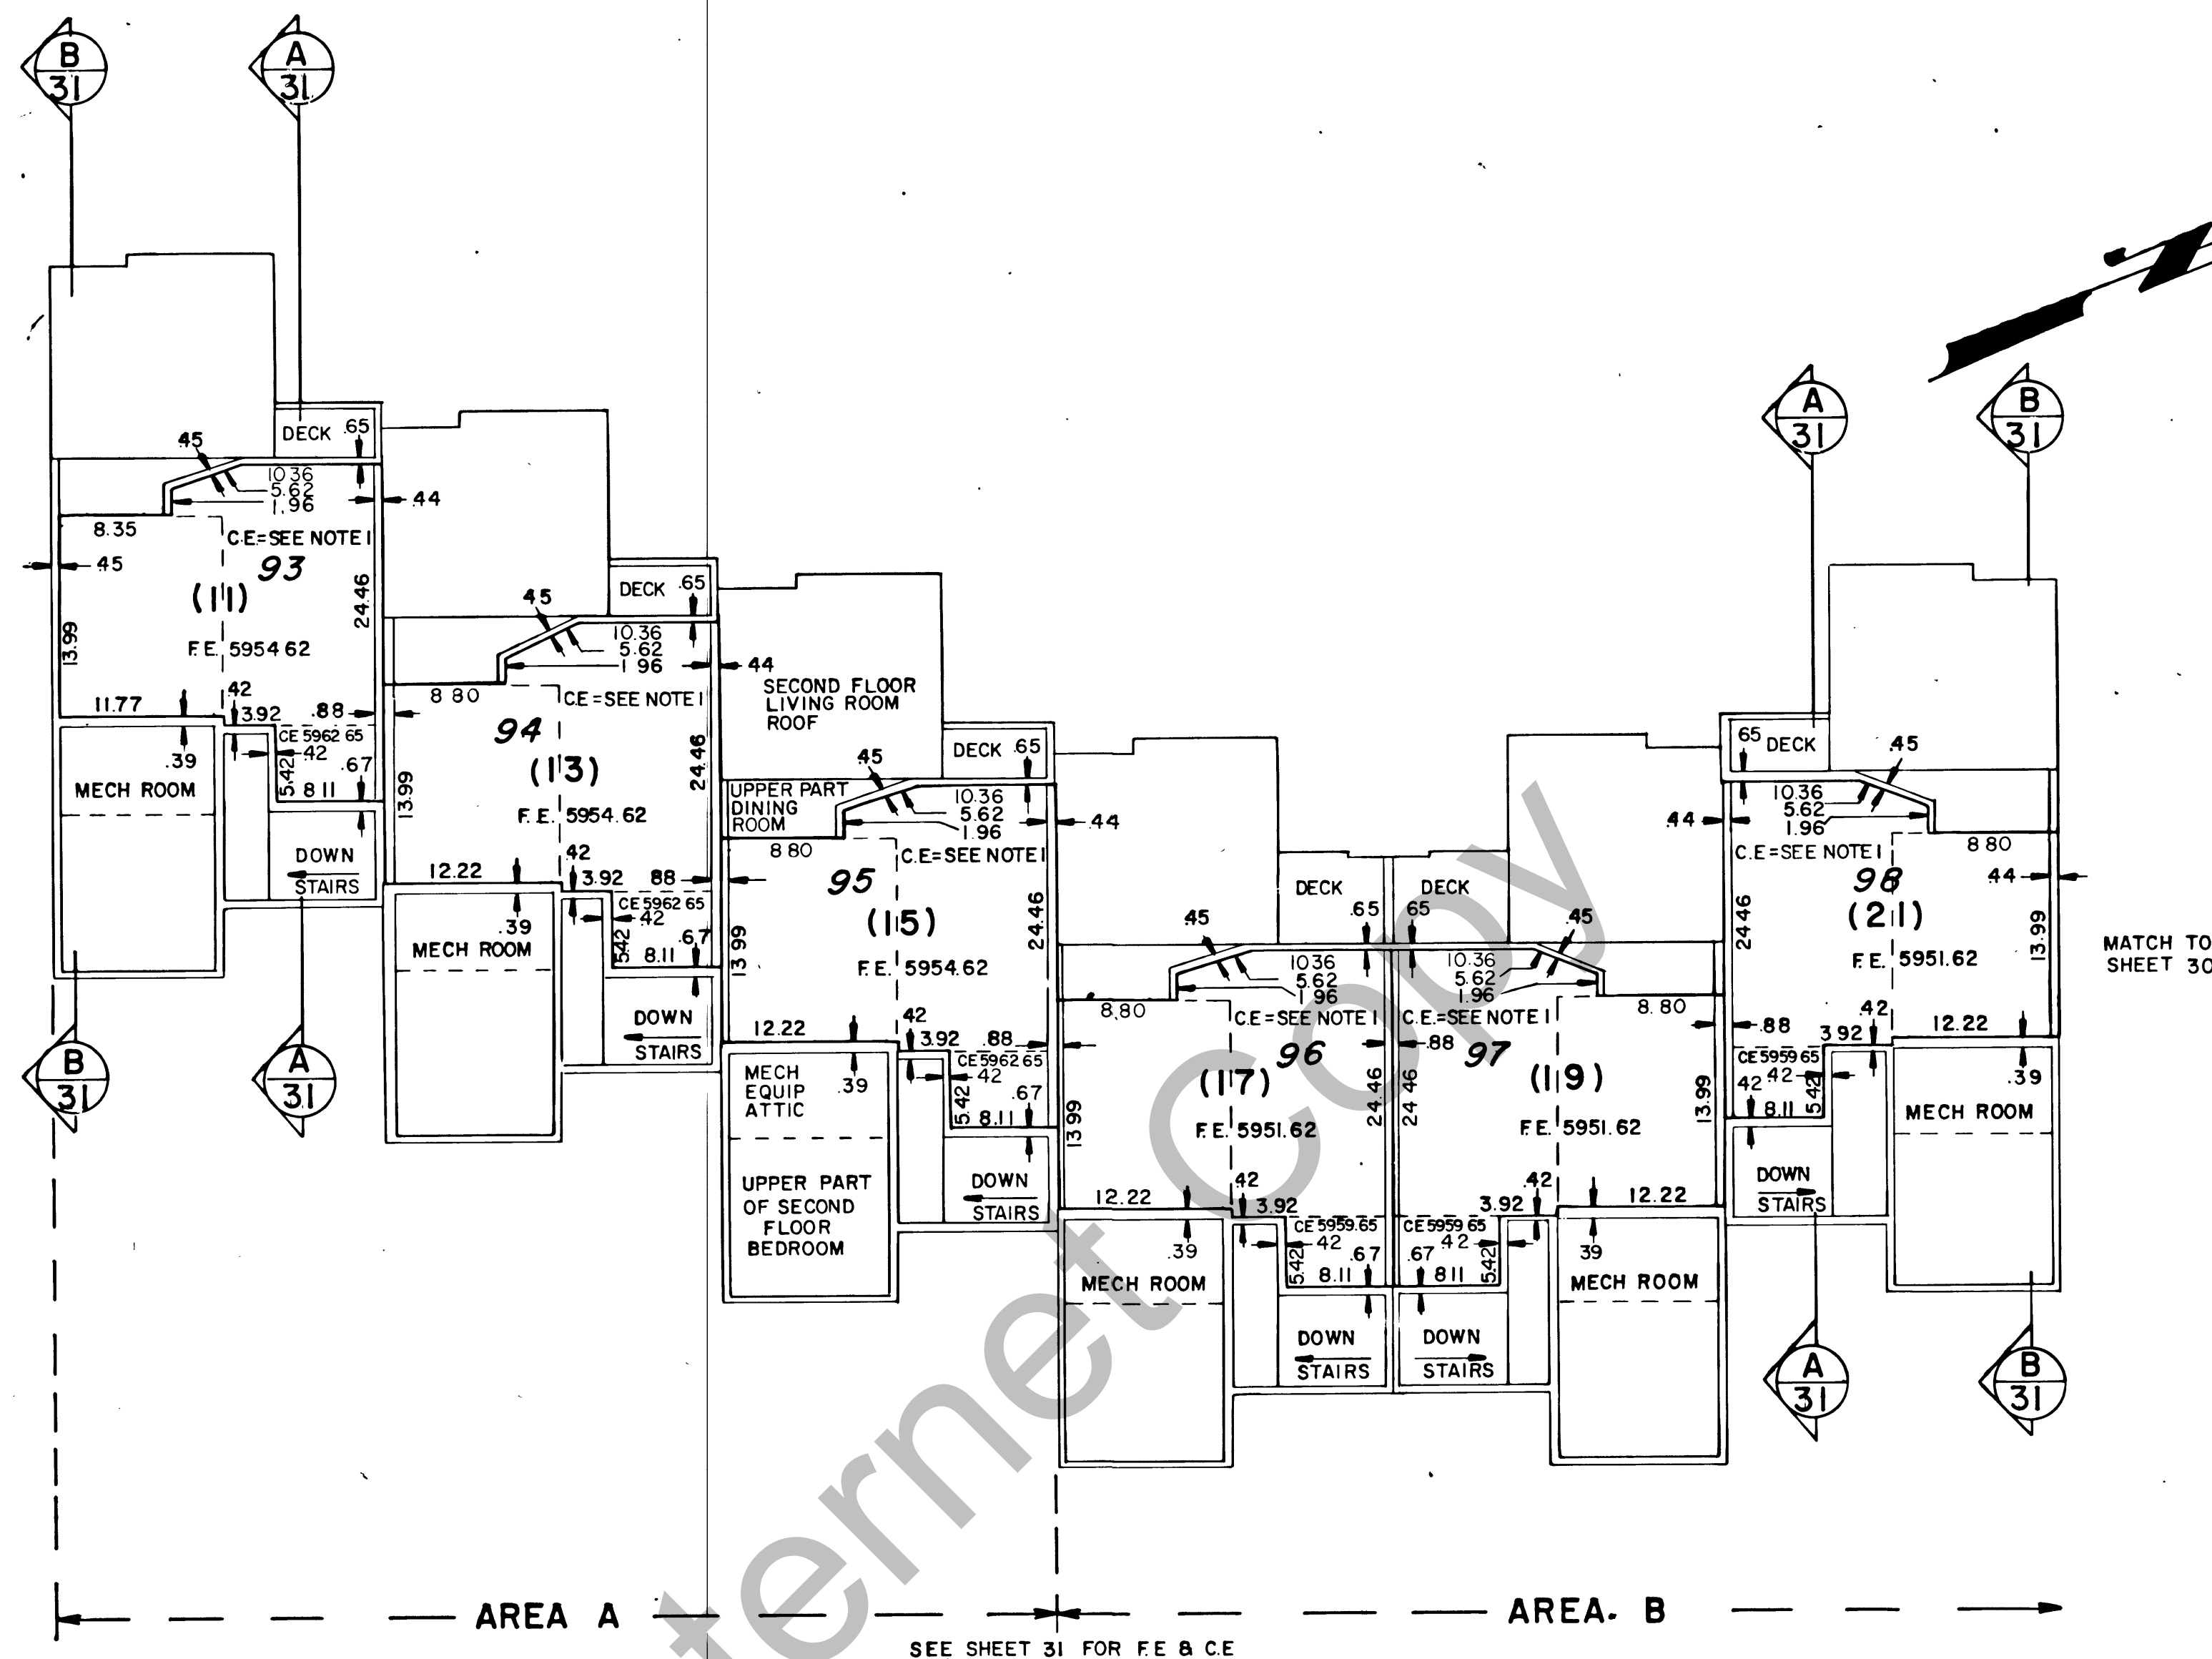 B
31
A
31
DECK .65
.45
10.36
5.62
1.96
.44
8.35
C.E.=SEE NOTE 1
93
.45
(11)
24.46
13.99
F.E. 5954 62
11.77
.42
3.92
.88
CE 5962 65
.42
.39
5.42
.67
8 11
MECH ROOM
DOWN
STAIRS
B
31
A
31
DECK .65
.45
10.36
5.62
1 96
.44
8 80
C.E=SEE NOTE 1
94
(13)
24.46
13.99
F. E. 5954.62
12.22
.42
3.92
88
CE 5962 65
.42
.39
5.42
.67
8.11
MECH ROOM
DOWN
STAIRS
SECOND FLOOR
LIVING ROOM
ROOF
DECK .65
.45
UPPER PART
DINING
ROOM
10.36
5.62
1.96
.44
8 80
C.E=SEE NOTE 1
95
(15)
24.46
13 99
F.E. 5954.62
12.22
.42
3.92
.88
CE 5962 65
42
.39
5.42
.67
8.11
MECH
EQUIP
ATTIC
UPPER PART
OF SECOND
FLOOR
BEDROOM
DOWN
STAIRS
DECK
.65
.45
10.36
5.62
1.96
8.80
C.E=SEE NOTE 1
96
(17)
24.46
13 99
F.E. 5951.62
12.22
.42
3.92
CE 5959.65
42
.39
5.42
.67
8.11
MECH ROOM
DOWN
STAIRS
DECK
65
.45
10.36
5.62
1.96
8. 80
C.E.=SEE NOTE 1
.88
97
(19)
24.46
13.99
F.E. 5951.62
12.22
.42
3.92
CE 5959 65
42
39
5.42
.67
811
MECH ROOM
DOWN
STAIRS
A
31
B
31
65 DECK
.45
10.36
5.62
1.96
.44
8 80
C.E=SEE NOTE 1
98
.44
(21)
24.46
13.99
F.E. 5951.62
.88
3 92
.42
12.22
CE 5959 65
42
.42
5.42
.39
8.11
MECH ROOM
DOWN
STAIRS
A
31
B
31
MATCH TO
SHEET 30
AREA A
AREA. B
SEE SHEET 31 FOR F.E & C.E
ternet Copy